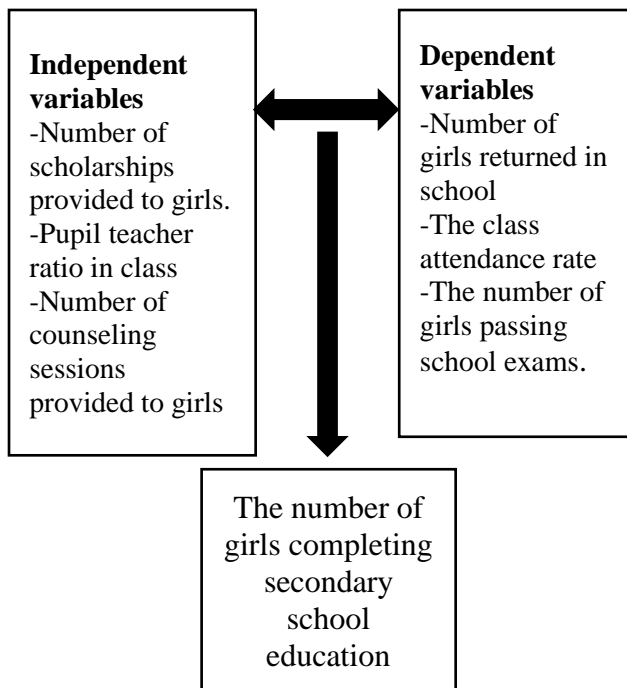 Independent
variables
-Number of
scholarships
provided to girls.
-Pupil teacher
ratio in class
-Number of
counseling
sessions
provided to girls
Dependent
variables
-Number of
girls returned in
school
-The class
attendance rate
-The number of
girls passing
school exams.
The number of
girls completing
secondary
school
education